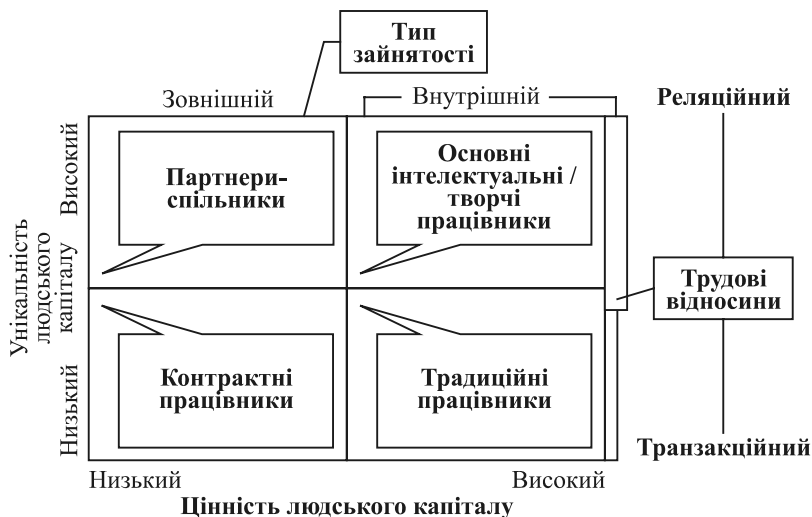 Тип
зайнятості
Зовнішній
Внутрішній
Реляційний
Високий
Партнери-
спільники
Основні
інтелектуальні /
творчі
працівники
Унікальність
людського
капіталу
Трудові
відносини
Низький
Контрактні
працівники
Традиційні
працівники
Транзакційний
Низький
Високий
Цінність людського капіталу